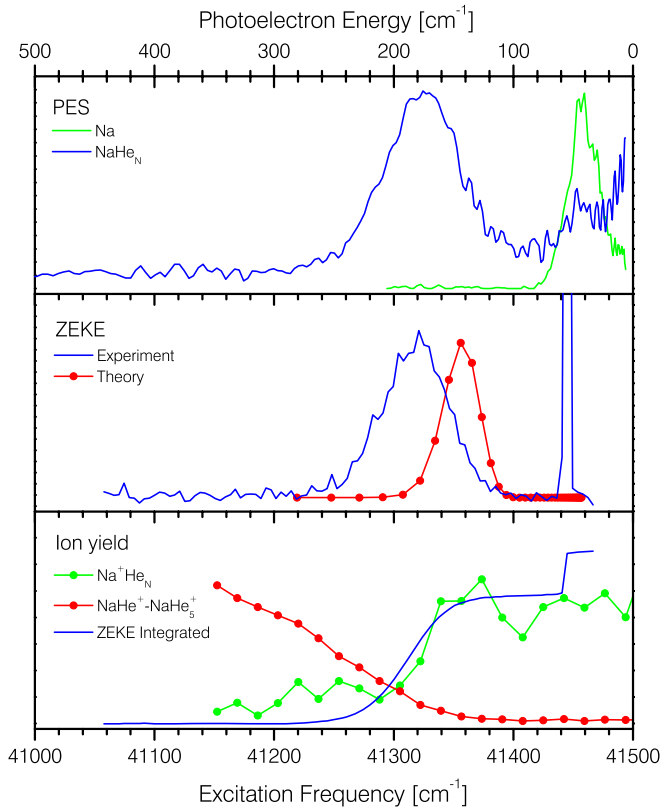 Photoelectron Energy [cm⁻¹]
500 400 300 200 100 0
PES
Na
NaHe_N
ZEKE
Experiment
Theory
Ion yield
Na⁺He_N
NaHe⁺-NaHe₅⁺
ZEKE Integrated
41000 41100 41200 41300 41400 41500
Excitation Frequency [cm⁻¹]